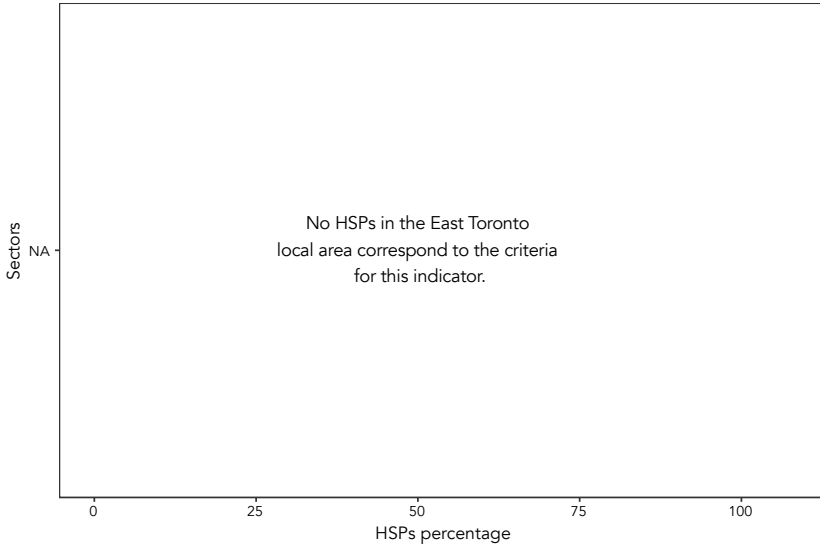 No HSPs in the East Toronto
local area correspond to the criteria
for this indicator.
Sectors
NA
0 25 50 75 100
HSPs percentage